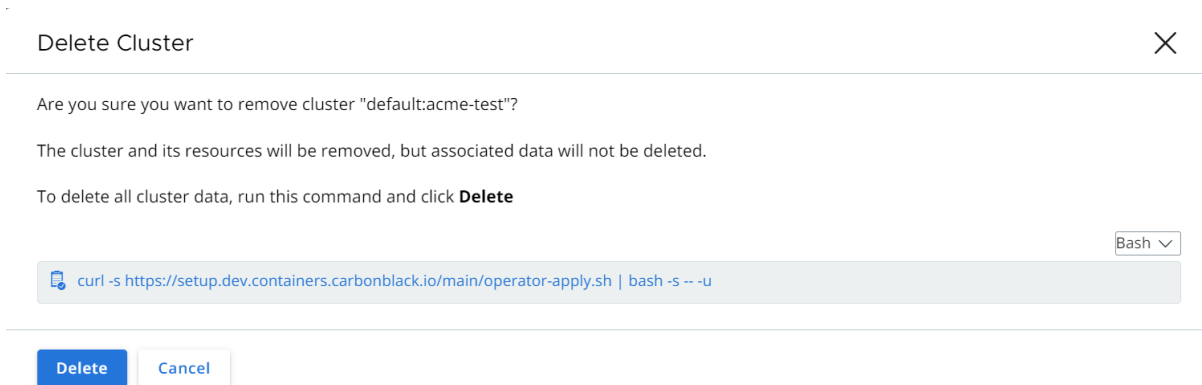 Delete Cluster
Are you sure you want to remove cluster "default:acme-test"?
The cluster and its resources will be removed, but associated data will not be deleted.
To delete all cluster data, run this command and click Delete
Bash
curl -s https://setup.dev.containers.carbonblack.io/main/operator-apply.sh | bash -s -- -u
Delete
Cancel